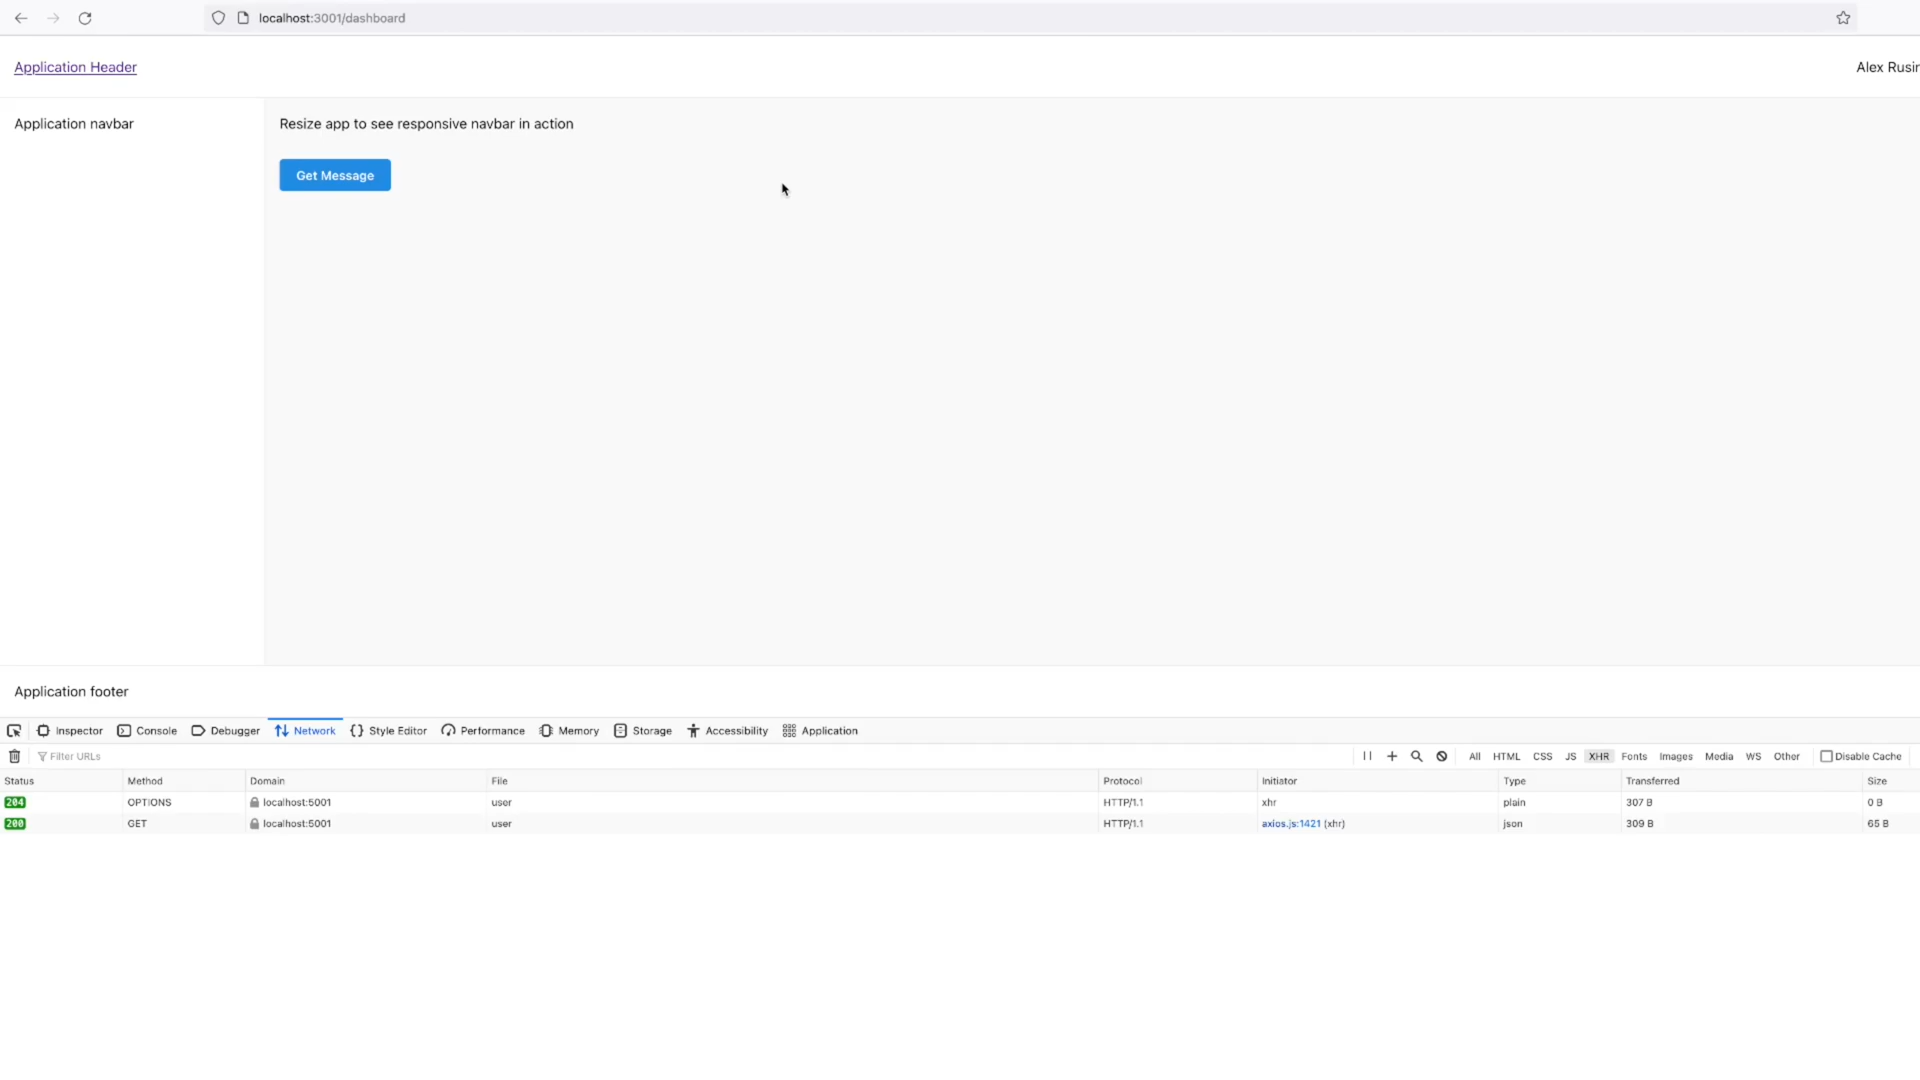 localhost:3001/dashboard
Application Header
Alex Rusin
Application navbar
Resize app to see responsive navbar in action
Get Message
Application footer
Inspector Console Debugger Network Style Editor Performance Memory Storage Accessibility Application
Filter URLs All HTML CSS JS XHR Fonts Images Media WS Other Disable Cache
Status Method Domain File Protocol Initiator Type Transferred Size
204 OPTIONS localhost:5001 user HTTP/1.1 xhr plain 307 B 0 B
200 GET localhost:5001 user HTTP/1.1 axios.js:1421 (xhr) json 309 B 65 B